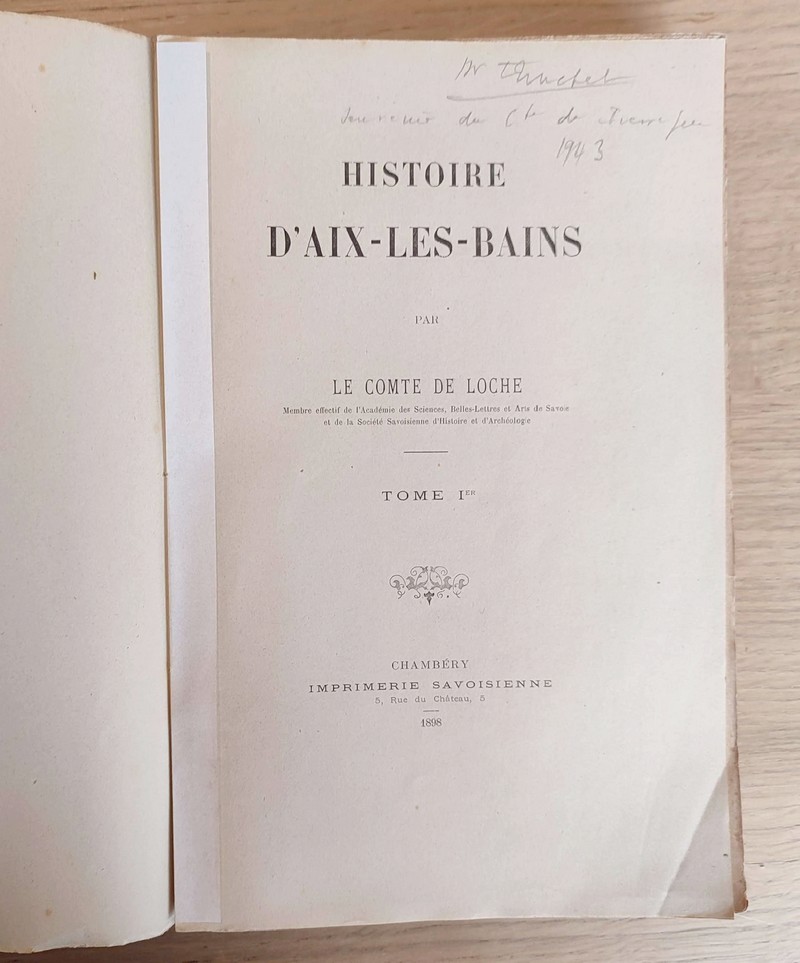 Souvenir du Cte de
1943
HISTOIRE
D'AIX-LES-BAINS
PAR
LE COMTE DE LOCHE
Membre effectif de l'Académie des Sciences, Belles-Lettres et Arts de Savoie
et de la Société Savoisienne d'Histoire et d'Archéologie
TOME IER
CHAMBÉRY
IMPRIMERIE SAVOISIENNE
5, Rue du Château, 5
1898